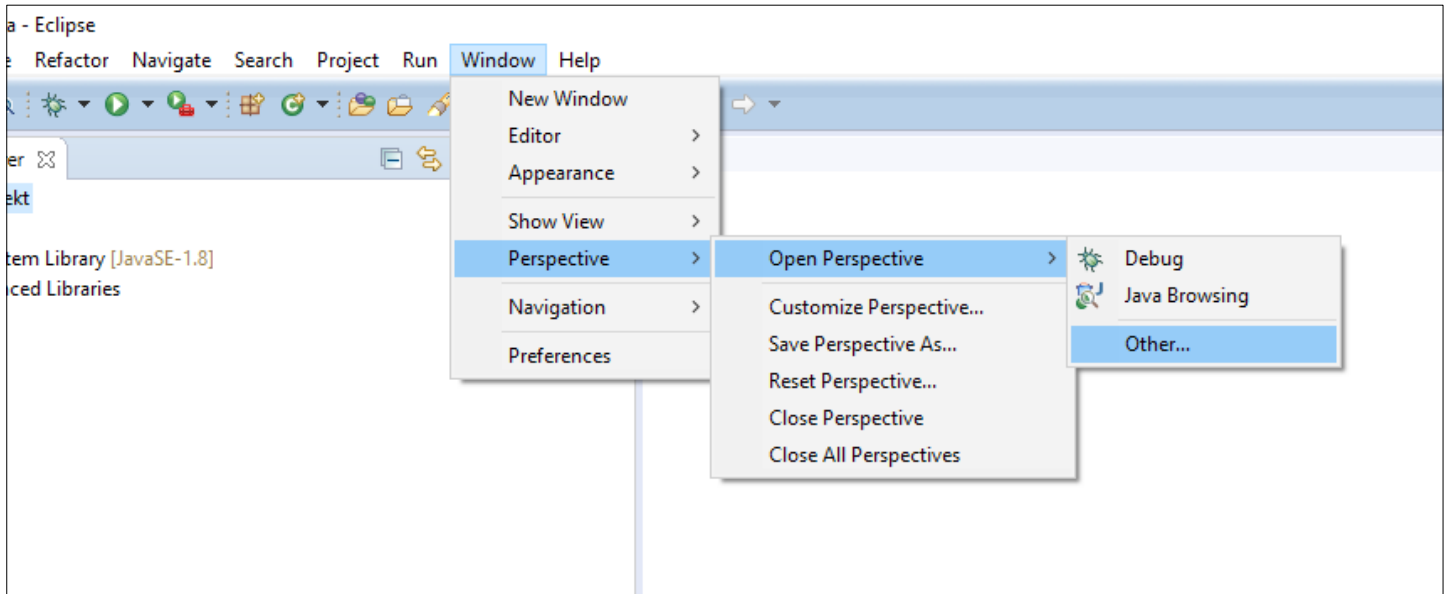 a - Eclipse
e Refactor Navigate Search Project Run Window Help
er
ekt
tem Library [JavaSE-1.8]
nced Libraries
New Window
Editor
Appearance
Show View
Perspective
Navigation
Preferences
Open Perspective
Customize Perspective...
Save Perspective As...
Reset Perspective...
Close Perspective
Close All Perspectives
Debug
Java Browsing
Other...